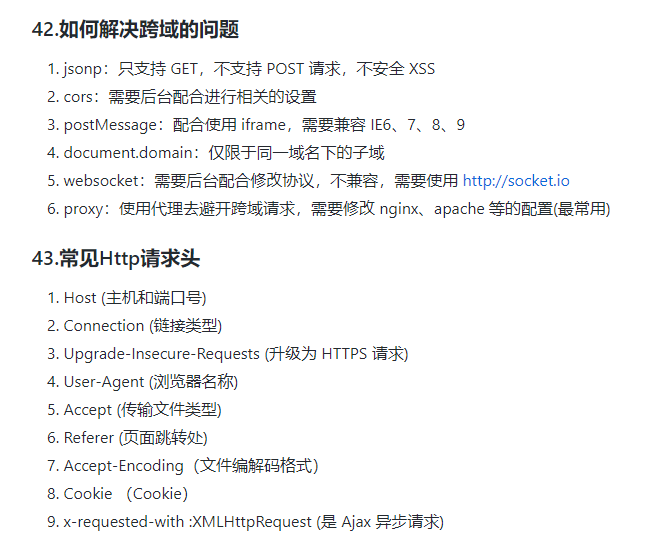 42.如何解决跨域的问题
1. jsonp：只支持 GET，不支持 POST 请求，不安全 XSS
2. cors：需要后台配合进行相关的设置
3. postMessage：配合使用 iframe，需要兼容 IE6、7、8、9
4. document.domain：仅限于同一域名下的子域
5. websocket：需要后台配合修改协议，不兼容，需要使用 http://socket.io
6. proxy：使用代理去避开跨域请求，需要修改 nginx、apache 等的配置(最常用)
43.常见Http请求头
1. Host (主机和端口号)
2. Connection (链接类型)
3. Upgrade-Insecure-Requests (升级为 HTTPS 请求)
4. User-Agent (浏览器名称)
5. Accept (传输文件类型)
6. Referer (页面跳转处)
7. Accept-Encoding（文件编解码格式）
8. Cookie （Cookie）
9. x-requested-with :XMLHttpRequest (是 Ajax 异步请求)